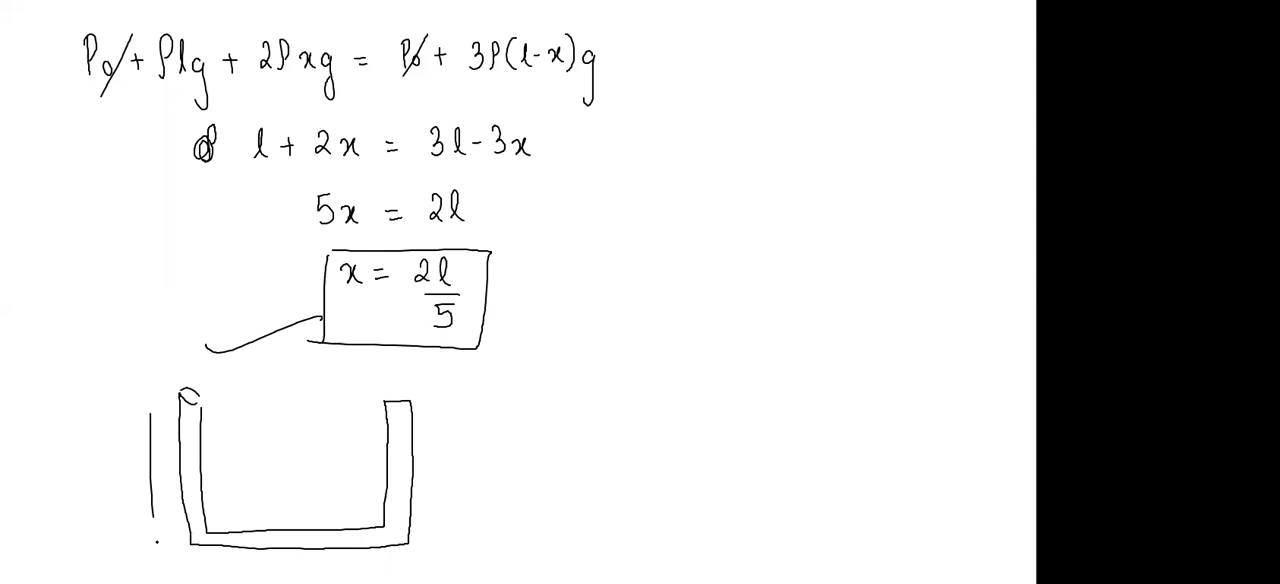 P₀ + ρlg + 2ρxg = P₀ + 3ρ(l-x)g
l + 2x = 3l - 3x
5x = 2l
x = 2l/5